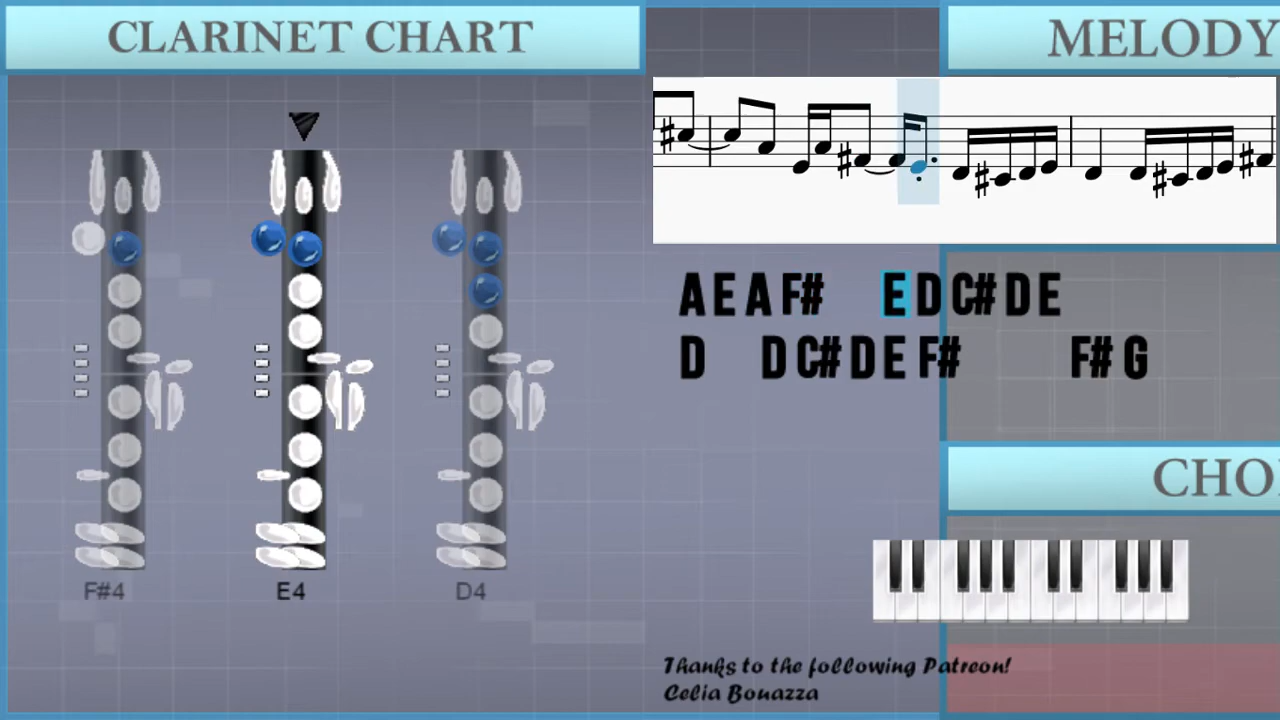 CLARINET CHART
MELODY
A E A F# E D C# D E
D D C# D E F# F# G
CHO
F#4 E4 D4
Thanks to the following Patreon!
Celia Bouazza